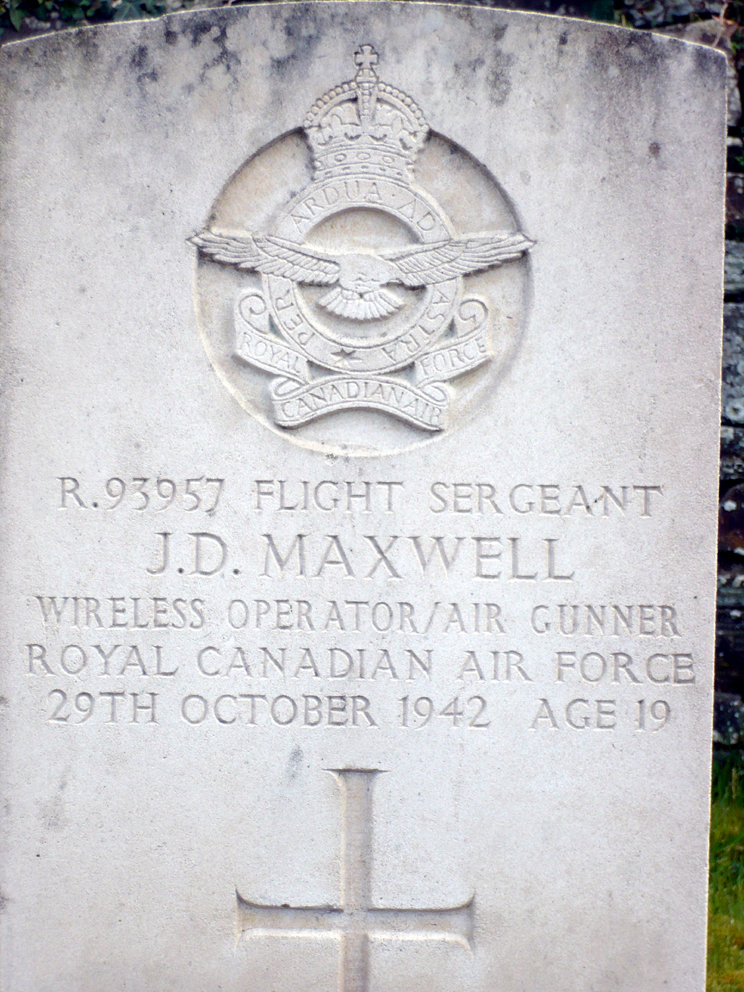 PER · ARDUA · AD ASTRA
ROYAL CANADIAN AIR FORCE
R.93957 FLIGHT SERGEANT
J.D. MAXWELL
WIRELESS OPERATOR/AIR GUNNER
ROYAL CANADIAN AIR FORCE
29TH OCTOBER 1942 AGE 19